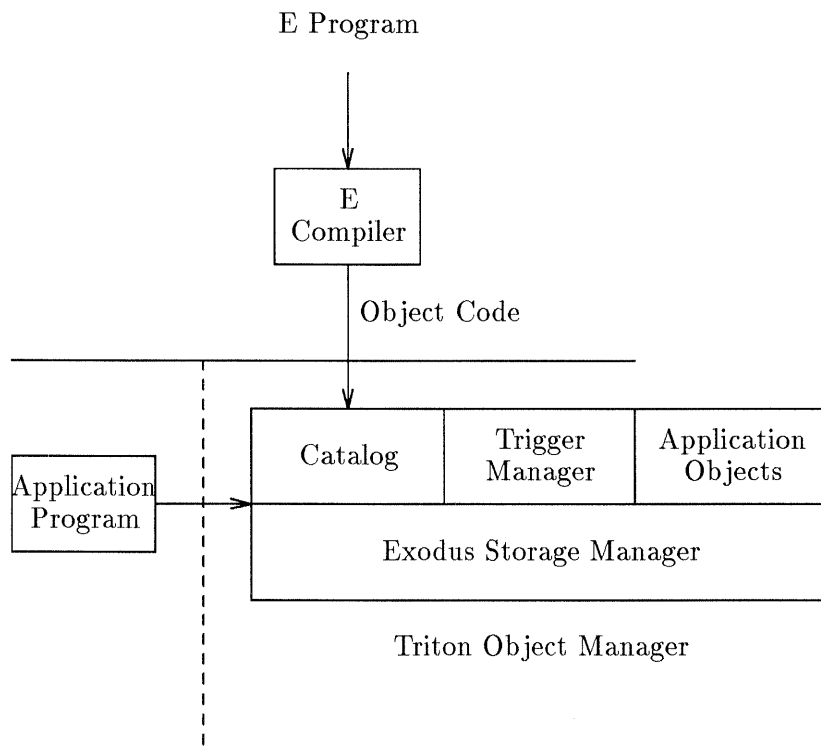 E Program
E
Compiler
Object Code
Catalog
Trigger
Manager
Application
Objects
Application
Program
Exodus Storage Manager
Triton Object Manager